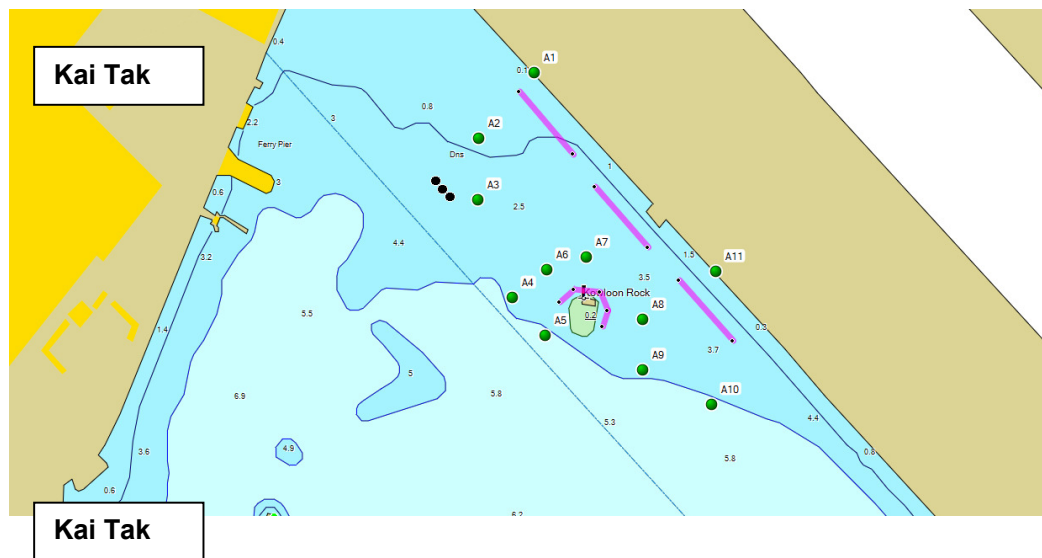 Kai Tak
0.4
A1
0.1
0.8
3
A2
2.2
Ferry Pier
Dns
1
3
A3
0.6
2.5
4.4
A7
3.2
1.5
A6
A11
3.5
Kowloon Rock
A4
5.5
0.2
A8
1.4
A5
0.3
3.7
5
A9
6.9
5.8
A10
5.3
4.4
4.9
3.6
0.8
5.8
0.6
6.2
Kai Tak